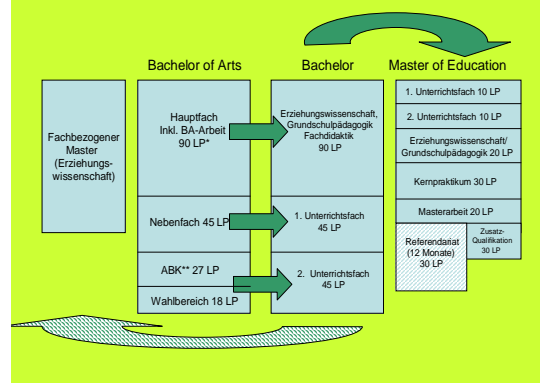 Bachelor of Arts
Bachelor
Master of Education
Fachbezogener
Master
(Erziehungs-
wissenschaft)
Hauptfach
Inkl. BA-Arbeit
90 LP*
Nebenfach 45 LP
ABK** 27 LP
Wahlbereich 18 LP
Erziehungswissenschaft,
Grundschulpädagogik
Fachdidaktik
90 LP
1. Unterrichtsfach
45 LP
2. Unterrichtsfach
45 LP
1. Unterrichtsfach 10 LP
2. Unterrichtsfach 10 LP
Erziehungswissenschaft/
Grundschulpädagogik 20 LP
Kernpraktikum 30 LP
Masterarbeit 20 LP
Referendariat
(12 Monate)
30 LP
Zusatz-
Qualifikation
30 LP